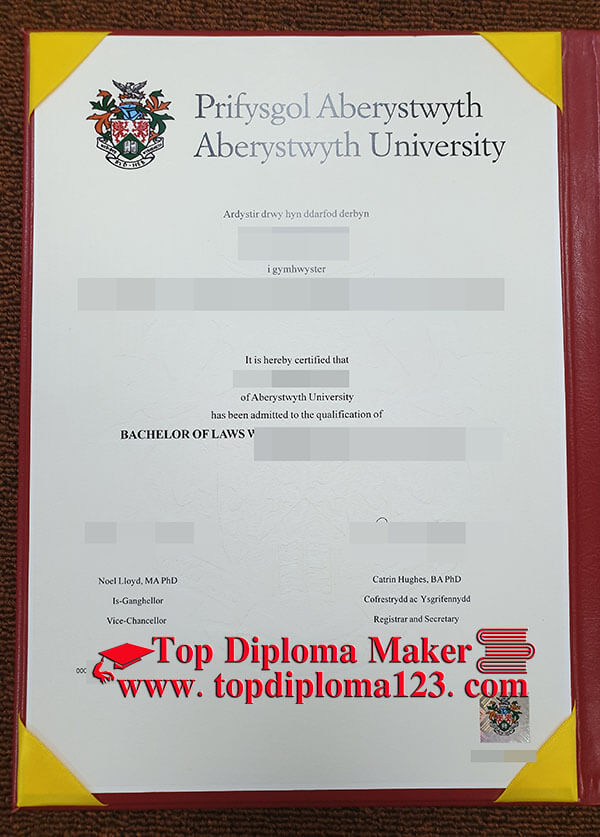 Prifysgol Aberystwyth
Aberystwyth University
Ardystir drwy hyn ddarfod derbyn
i gymhwyster
It is hereby certified that
of Aberystwyth University
has been admitted to the qualification of
BACHELOR OF LAWS W
Noel Lloyd, MA PhD
Is-Ganghellor
Vice-Chancellor
Catrin Hughes, BA PhD
Cofrestrydd ac Ysgrifennydd
Registrar and Secretary
Top Diploma Maker
000
www. topdiploma123. com